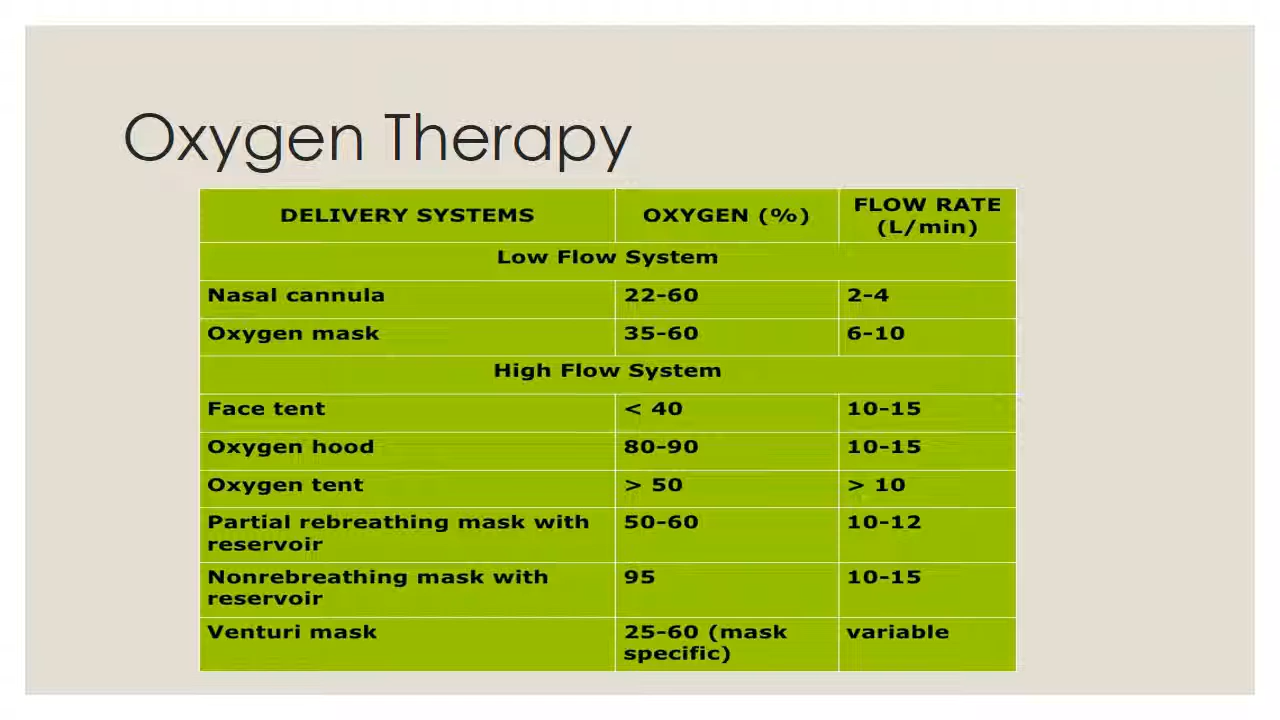 Oxygen Therapy
DELIVERY SYSTEMS OXYGEN (%) FLOW RATE (L/min)
Low Flow System
Nasal cannula 22-60 2-4
Oxygen mask 35-60 6-10
High Flow System
Face tent < 40 10-15
Oxygen hood 80-90 10-15
Oxygen tent > 50 > 10
Partial rebreathing mask with reservoir 50-60 10-12
Nonrebreathing mask with reservoir 95 10-15
Venturi mask 25-60 (mask specific) variable